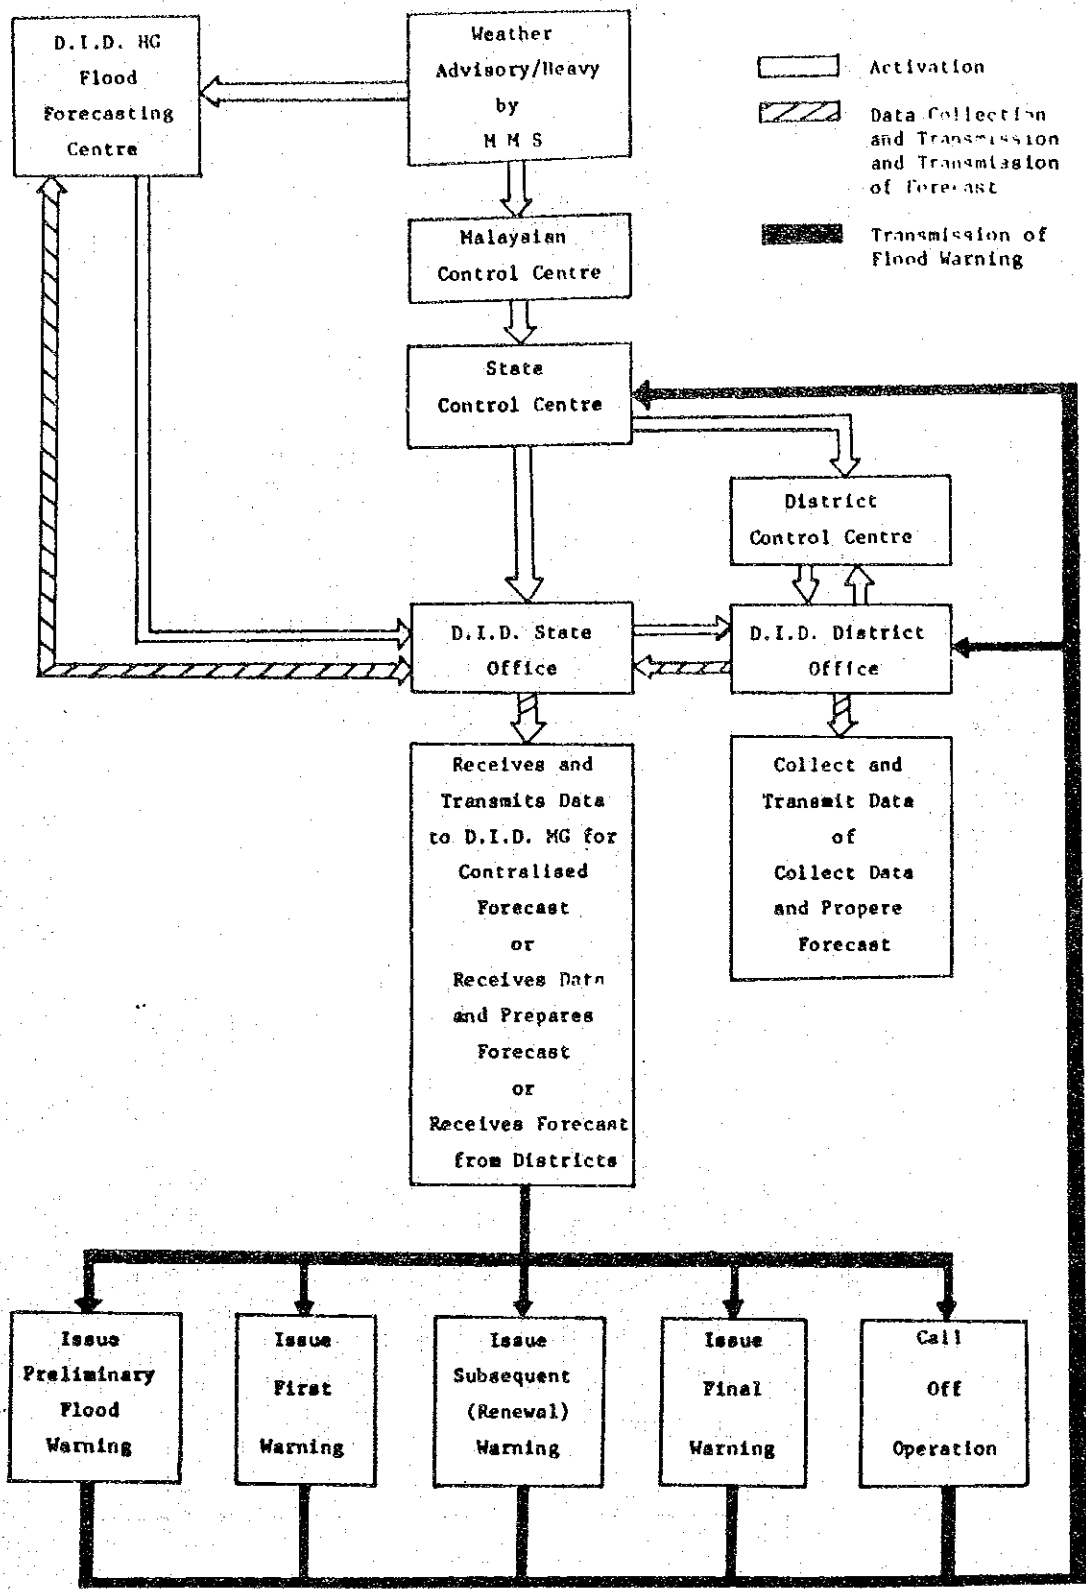 D.I.D. HG
Flood
Forecasting
Centre
Weather
Advisory/Heavy
by
M M S
Activation
Data Collection
and Transmission
and Transmission
of Forecast
Transmission of
Flood Warning
Malaysian
Control Centre
State
Control Centre
District
Control Centre
D.I.D. State
Office
D.I.D. District
Office
Receives and
Transmits Data
to D.I.D. HG for
Contralised
Forecast
or
Receives Data
and Prepares
Forecast
or
Receives Forecast
from Districts
Collect and
Transmit Data
of
Collect Data
and Propere
Forecast
Issue
Preliminary
Flood
Warning
Issue
First
Warning
Issue
Subsequent
(Renewal)
Warning
Issue
Final
Warning
Call
Off
Operation